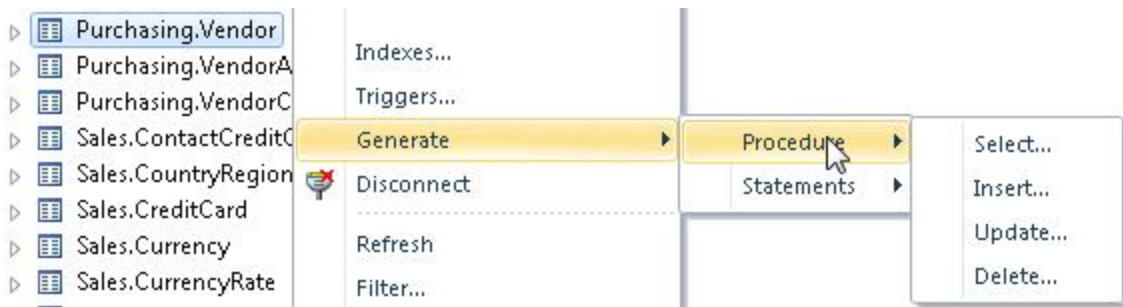 Purchasing.Vendor
Purchasing.VendorA
Purchasing.VendorC
Sales.ContactCreditC
Sales.CountryRegion
Sales.CreditCard
Sales.Currency
Sales.CurrencyRate
Indexes...
Triggers...
Generate
Disconnect
Refresh
Filter...
Procedure
Statements
Select...
Insert...
Update...
Delete...